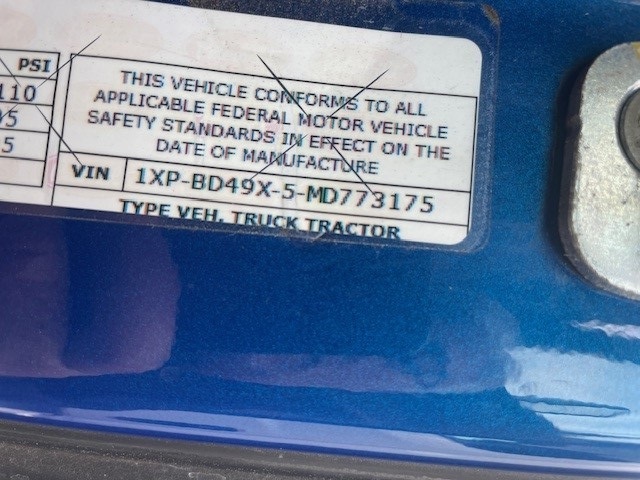 PSI
110
5
5
THIS VEHICLE CONFORMS TO ALL
APPLICABLE FEDERAL MOTOR VEHICLE
SAFETY STANDARDS IN EFFECT ON THE
DATE OF MANUFACTURE
VIN 1XP-BD49X-5-MD773175
TYPE VEH. TRUCK TRACTOR